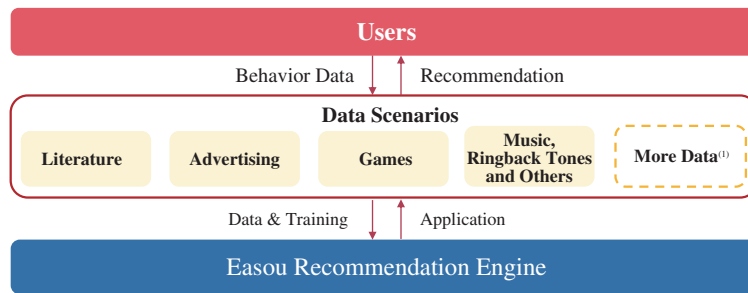 Users
Behavior Data
Recommendation
Data Scenarios
Literature
Advertising
Games
Music,
Ringback Tones
and Others
More Data(1)
Data & Training
Application
Easou Recommendation Engine